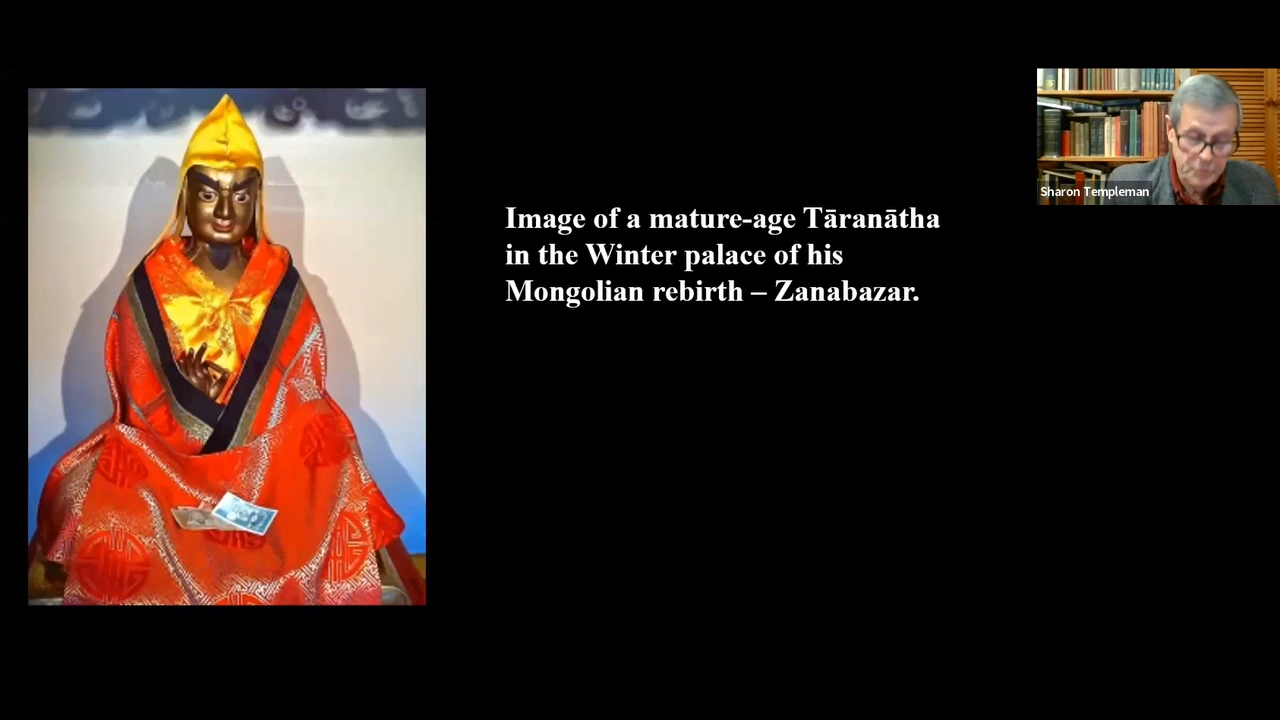 Image of a mature-age Tāranātha
in the Winter palace of his
Mongolian rebirth – Zanabazar.
Sharon Templeman